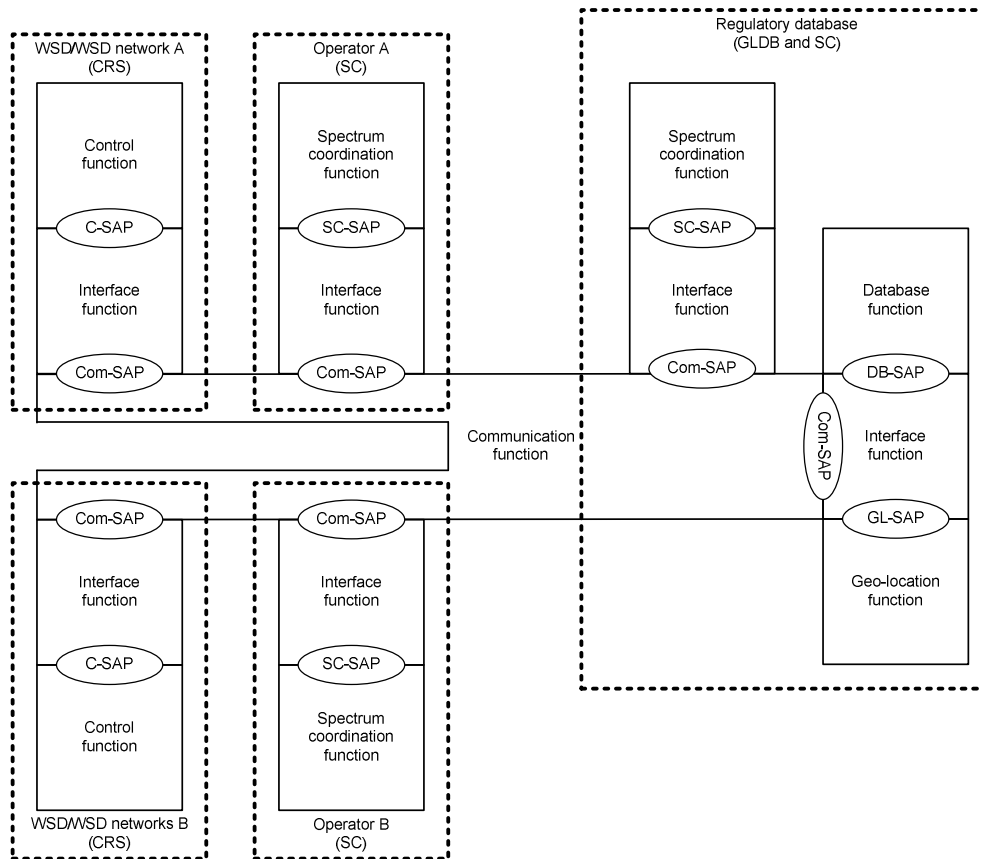 WSD/WSD network A
(CRS)
Control
function
C-SAP
Interface
function
Com-SAP
Operator A
(SC)
Spectrum
coordination
function
SC-SAP
Interface
function
Com-SAP
Regulatory database
(GLDB and SC)
Spectrum
coordination
function
SC-SAP
Interface
function
Com-SAP
Database
function
DB-SAP
Com-SAP
Interface
function
GL-SAP
Geo-location
function
Communication
function
Com-SAP
Interface
function
C-SAP
Control
function
WSD/WSD networks B
(CRS)
Com-SAP
Interface
function
SC-SAP
Spectrum
coordination
function
Operator B
(SC)